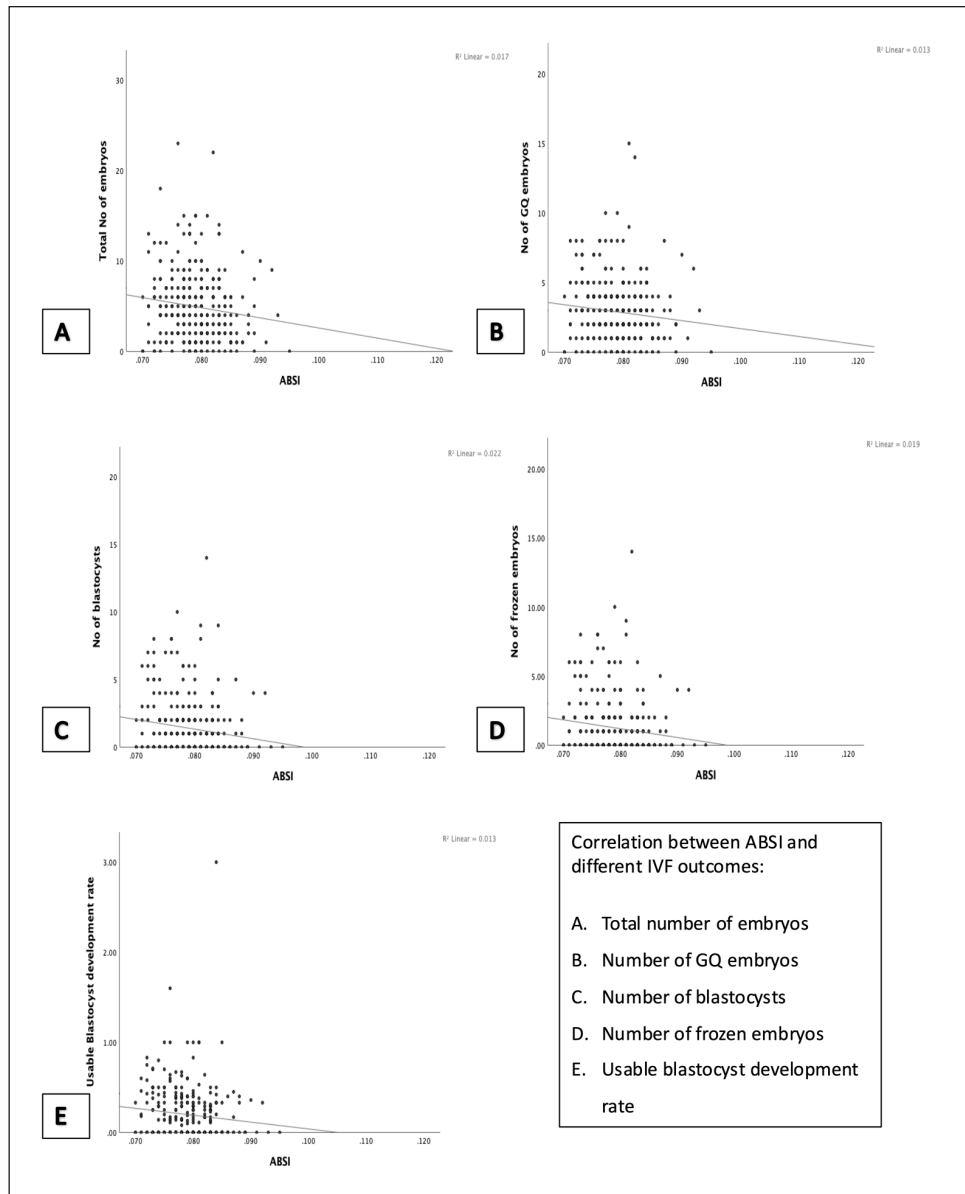 R² Linear = 0.017
30
20
10
0
Total No of embryos
A
.070 .080 .090 .100 .110 .120
ABSI
R² Linear = 0.013
20
15
10
5
0
No of GQ embryos
B
.070 .080 .090 .100 .110 .120
ABSI
R² Linear = 0.022
20
15
10
5
0
No of blastocysts
C
.070 .080 .090 .100 .110 .120
ABSI
R² Linear = 0.019
20.00
15.00
10.00
5.00
.00
No of frozen embryos
D
.070 .080 .090 .100 .110 .120
ABSI
R² Linear = 0.013
3.00
2.00
1.00
.00
Usable Blastocyst development rate
E
.070 .080 .090 .100 .110 .120
ABSI
Correlation between ABSI and
different IVF outcomes:
A. Total number of embryos
B. Number of GQ embryos
C. Number of blastocysts
D. Number of frozen embryos
E. Usable blastocyst development
rate